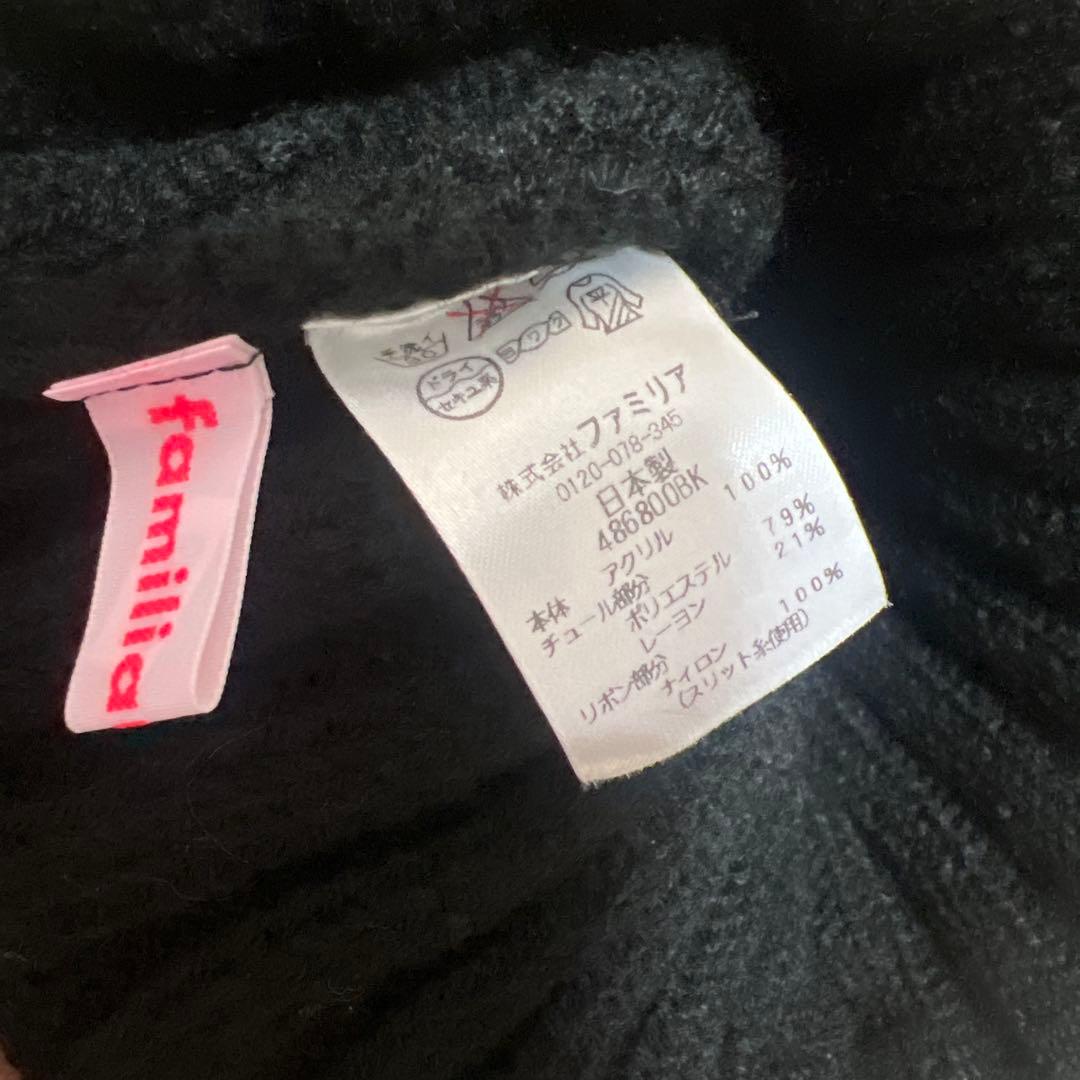 familia
手洗イ
ドライ
セキユ系
ヨワク
平
株式会社ファミリア
0120-078-345
日本製
486800BK
本体 アクリル 100%
チュール部分 ポリエステル 79%
レーヨン 21%
リボン部分 ナイロン 100%
(スリット糸使用)